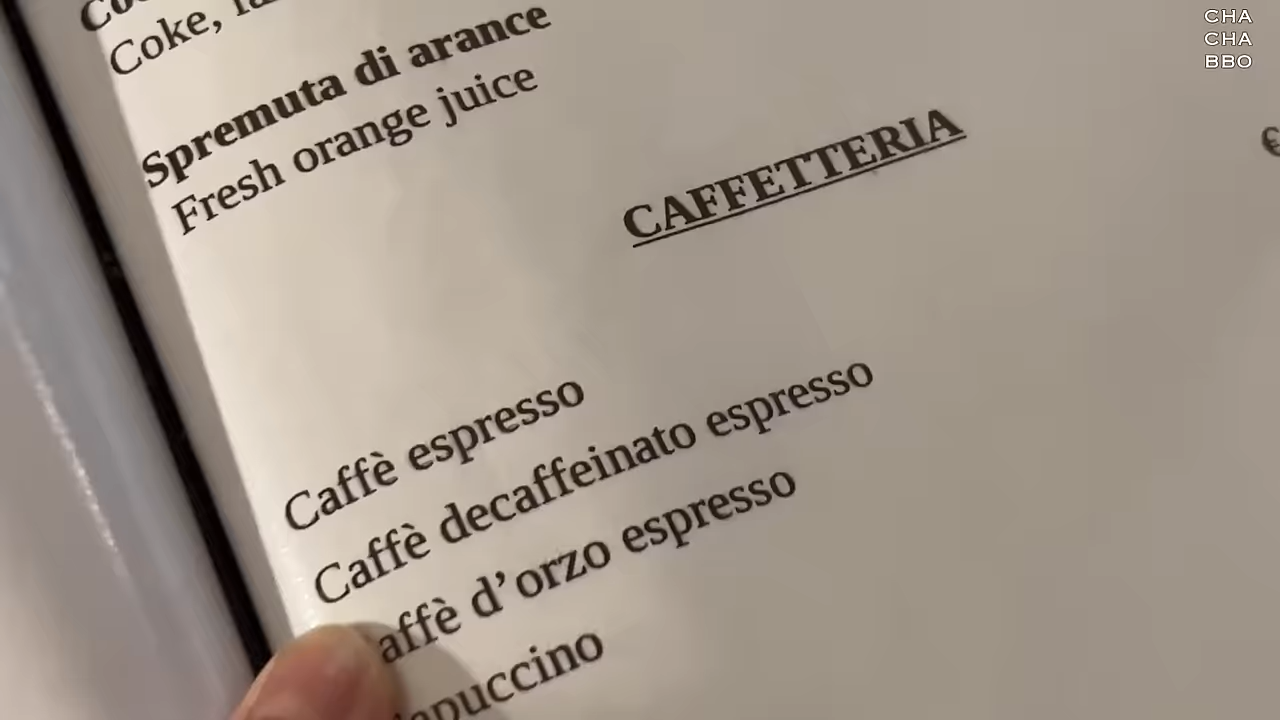 Coke,
Spremuta di arance
Fresh orange juice
CAFFETTERIA
€
Caffè espresso
Caffè decaffeinato espresso
affè d’orzo espresso
appuccino
CHA
CHA
BBO